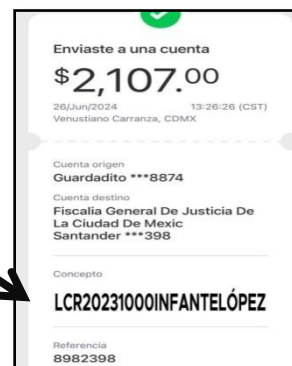 Enviaste a una cuenta
$2,107.00
26/Jun/2024 13:26:26 (CST)
Venustiano Carranza, CDMX
Cuenta origen
Guardadito ***8874
Cuenta destino
Fiscalia General De Justicia De
La Ciudad De Mexic
Santander ***398
Concepto
LCR20231000INFANTELÓPEZ
Referencia
8982398